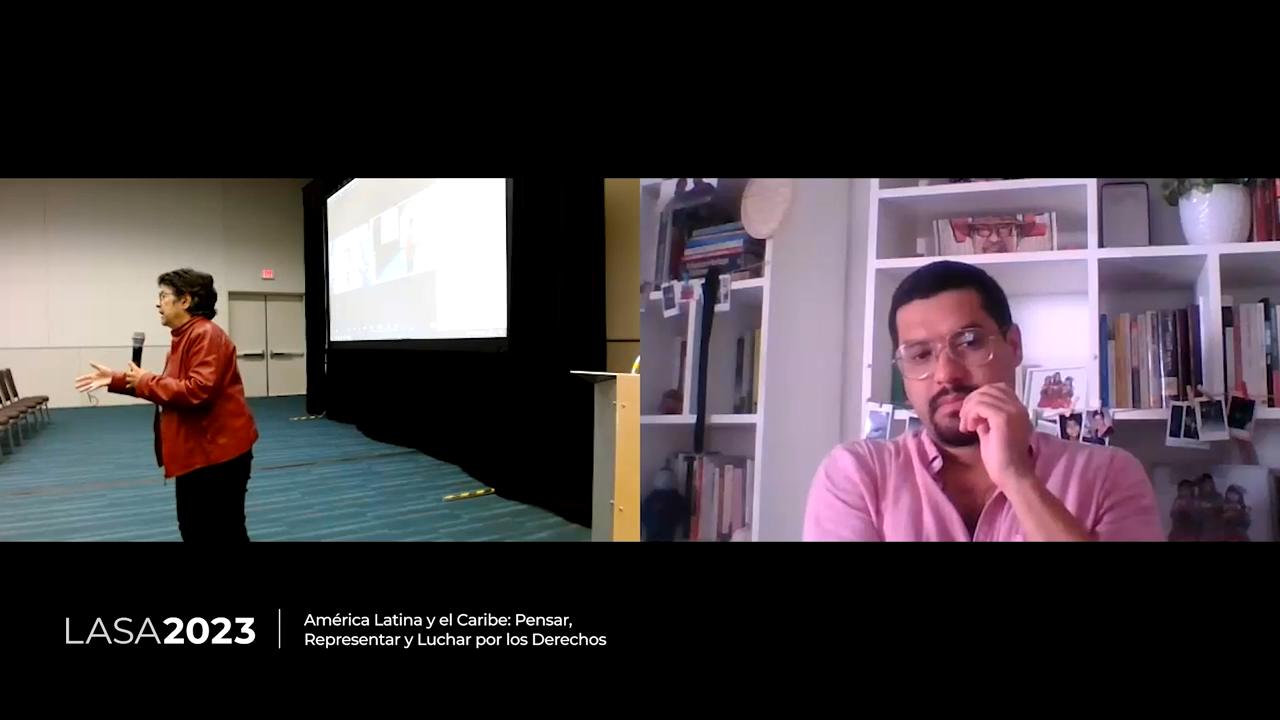 LASA2023
América Latina y el Caribe: Pensar,
Representar y Luchar por los Derechos